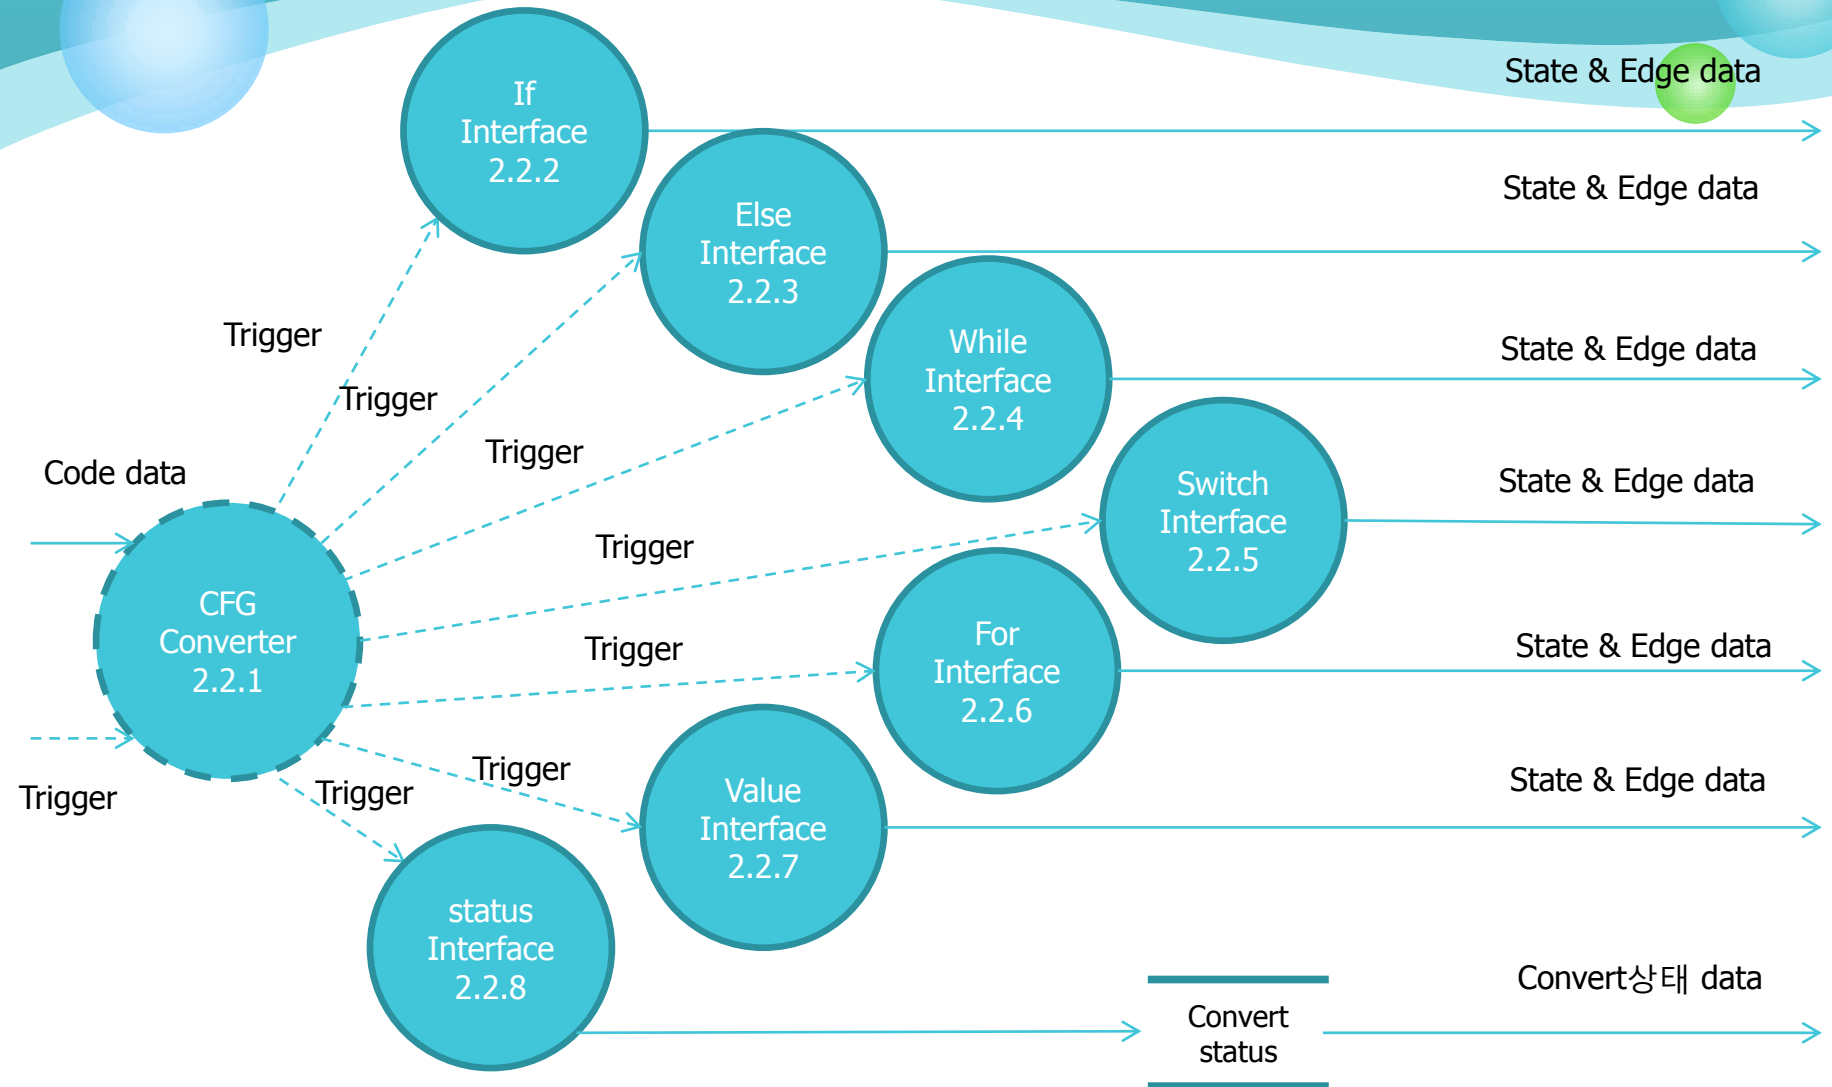 State & Edge data
If
Interface
2.2.2
State & Edge data
Else
Interface
2.2.3
Trigger
While
Interface
2.2.4
State & Edge data
Trigger
Trigger
Code data
Switch
Interface
2.2.5
State & Edge data
Trigger
CFG
Converter
2.2.1
Trigger
For
Interface
2.2.6
State & Edge data
Trigger
Trigger
Trigger
Value
Interface
2.2.7
State & Edge data
status
Interface
2.2.8
Convert상태 data
Convert
status